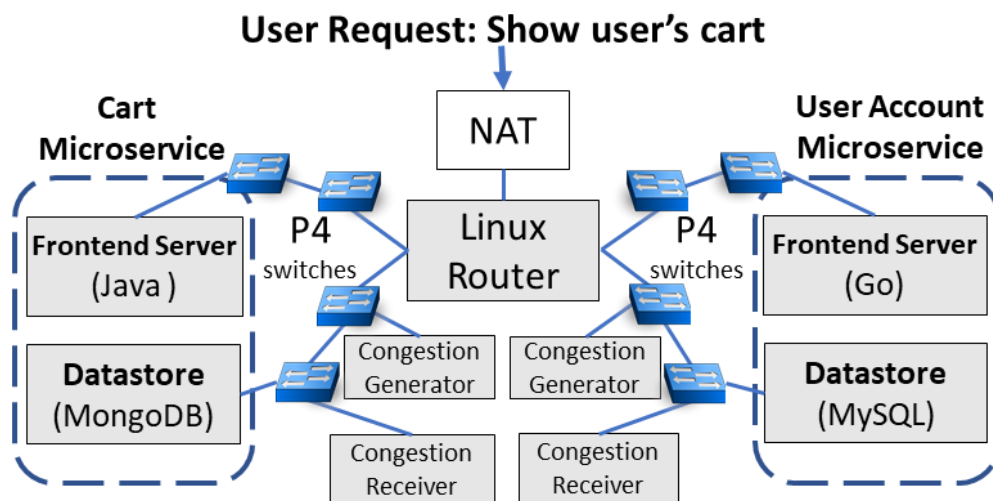 User Request: Show user's cart
Cart
Microservice
NAT
User Account
Microservice
Frontend Server
(Java )
P4
switches
Linux
Router
P4
switches
Frontend Server
(Go)
Datastore
(MongoDB)
Congestion
Generator
Congestion
Generator
Datastore
(MySQL)
Congestion
Receiver
Congestion
Receiver